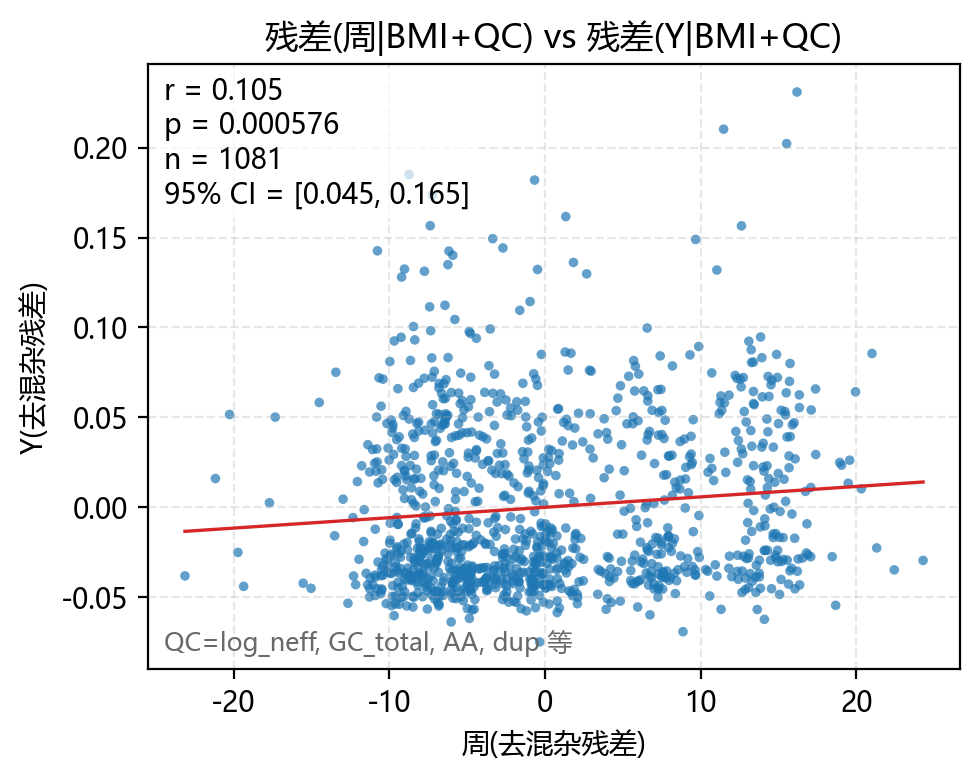 残差(周|BMI+QC) vs 残差(Y|BMI+QC)
r = 0.105
p = 0.000576
n = 1081
95% CI = [0.045, 0.165]
0.20
0.15
0.10
0.05
0.00
-0.05
Y(去混杂残差)
QC=log_neff, GC_total, AA, dup 等
-20
-10
0
10
20
周(去混杂残差)